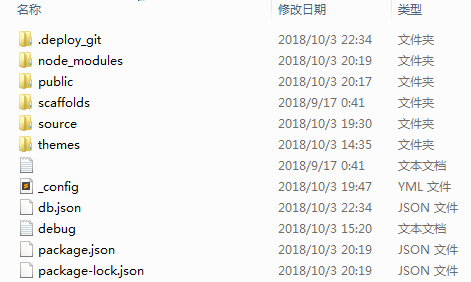 名称 修改日期 类型
.deploy_git 2018/10/3 22:34 文件夹
node_modules 2018/10/3 20:19 文件夹
public 2018/10/3 20:17 文件夹
scaffolds 2018/9/17 0:41 文件夹
source 2018/10/3 19:30 文件夹
themes 2018/10/3 14:35 文件夹
2018/9/17 0:41 文本文档
_config 2018/10/3 19:47 YML 文件
db.json 2018/10/3 22:34 JSON 文件
debug 2018/10/3 15:20 文本文档
package.json 2018/10/3 20:19 JSON 文件
package-lock.json 2018/10/3 20:19 JSON 文件